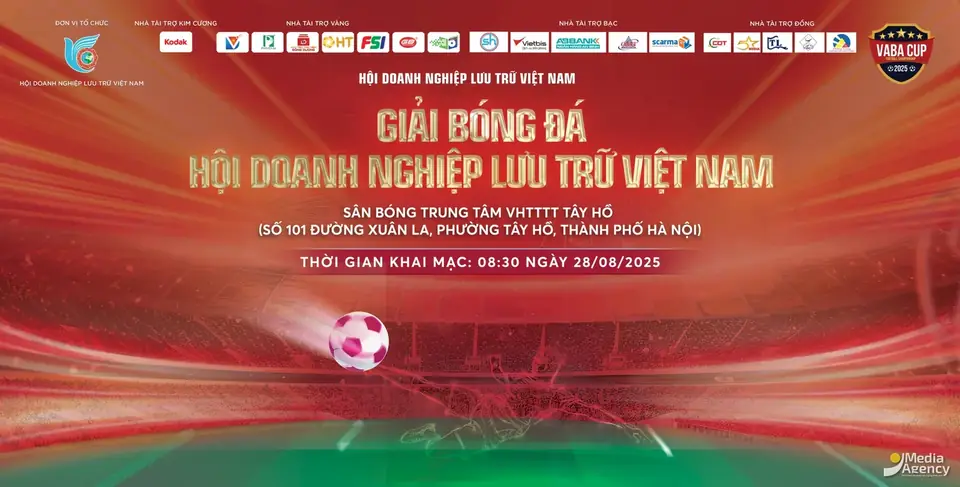 ĐƠN VỊ TỔ CHỨC
HỘI DOANH NGHIỆP LƯU TRỮ VIỆT NAM
NHÀ TÀI TRỢ KIM CƯƠNG
Kodak
NHÀ TÀI TRỢ VÀNG
HT
FSI
NHÀ TÀI TRỢ BẠC
sh
Vietbis
ABBANK
scarma
NHÀ TÀI TRỢ ĐỒNG
CDT
TL
VABA CUP
2025
HỘI DOANH NGHIỆP LƯU TRỮ VIỆT NAM
GIẢI BÓNG ĐÁ
HỘI DOANH NGHIỆP LƯU TRỮ VIỆT NAM
SÂN BÓNG TRUNG TÂM VHTTTT TÂY HỒ
(SỐ 101 ĐƯỜNG XUÂN LA, PHƯỜNG TÂY HỒ, THÀNH PHỐ HÀ NỘI)
THỜI GIAN KHAI MẠC: 08:30 NGÀY 28/08/2025
Media
Agency